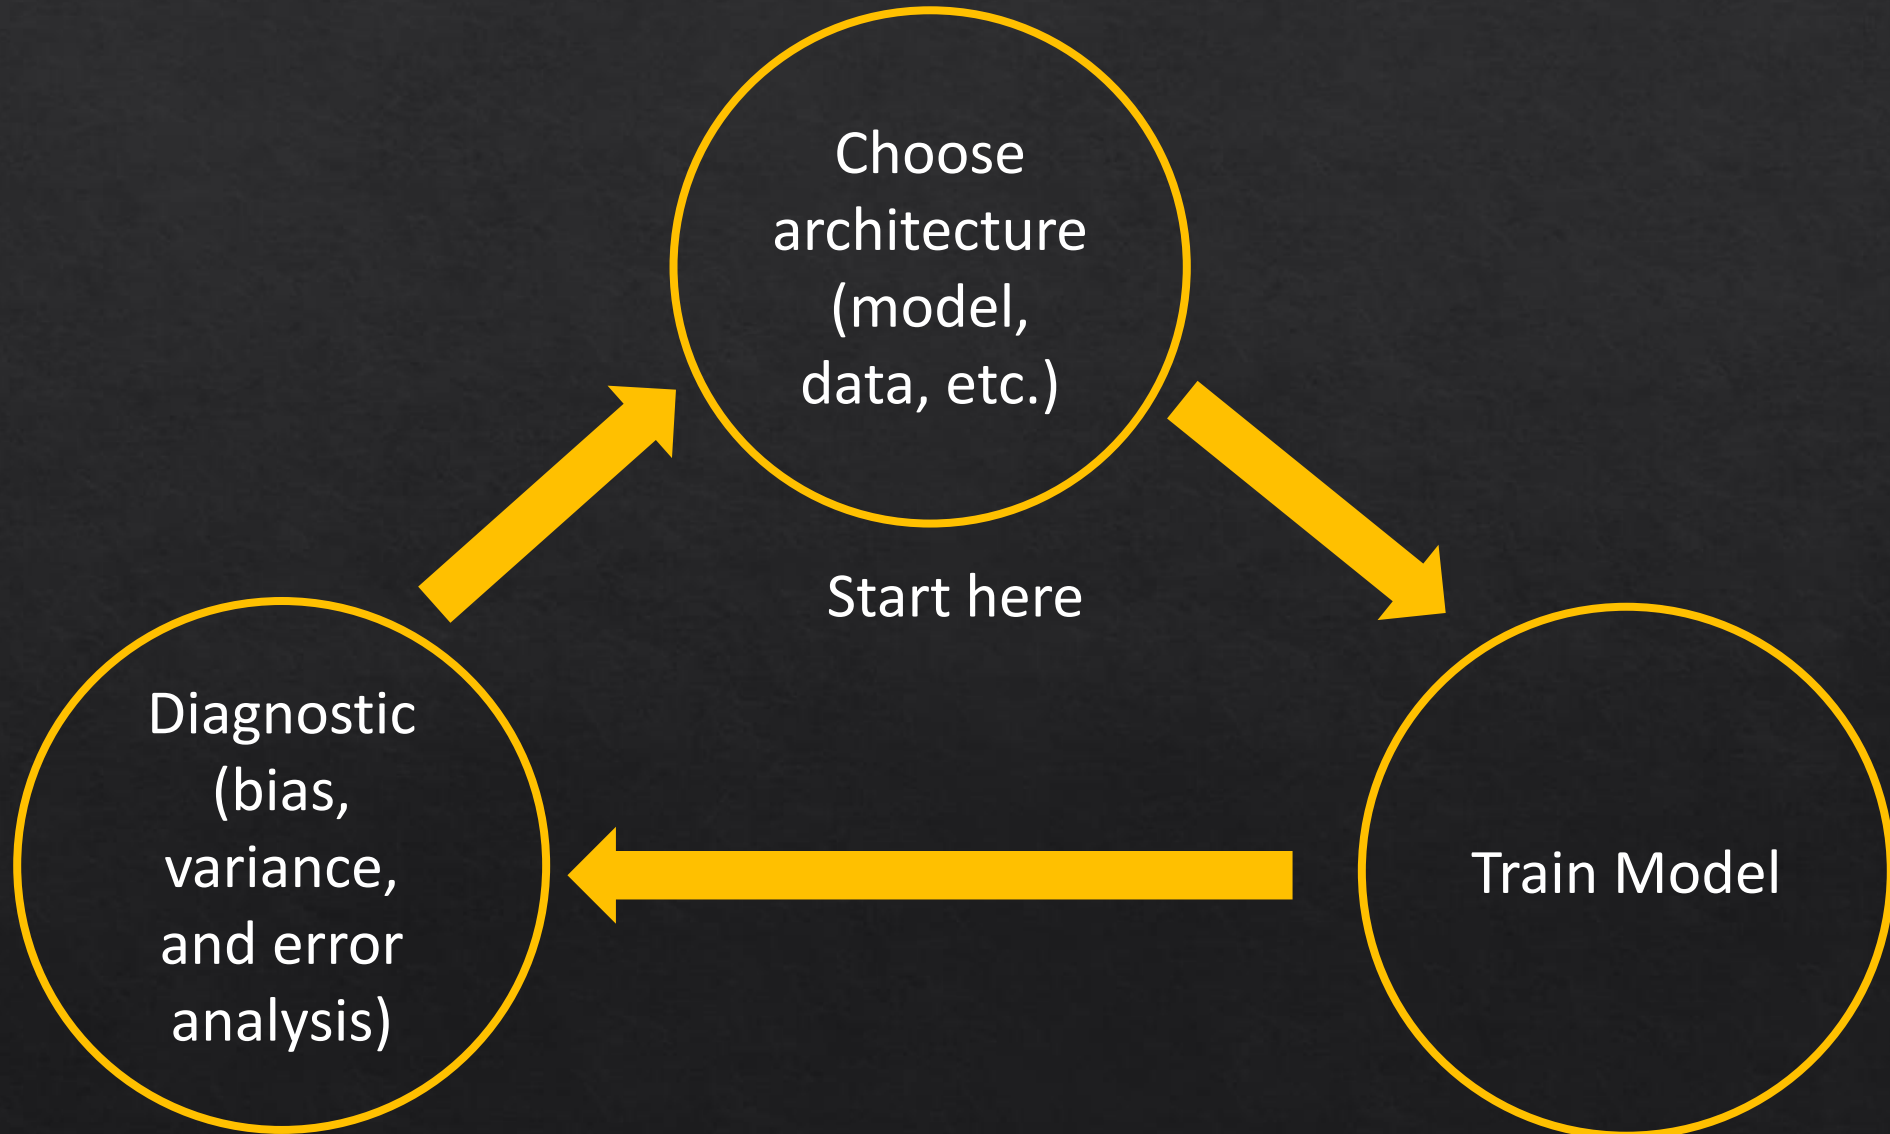 Choose
architecture
(model,
data, etc.)
Start here
Diagnostic
(bias,
variance,
and error
analysis)
Train Model